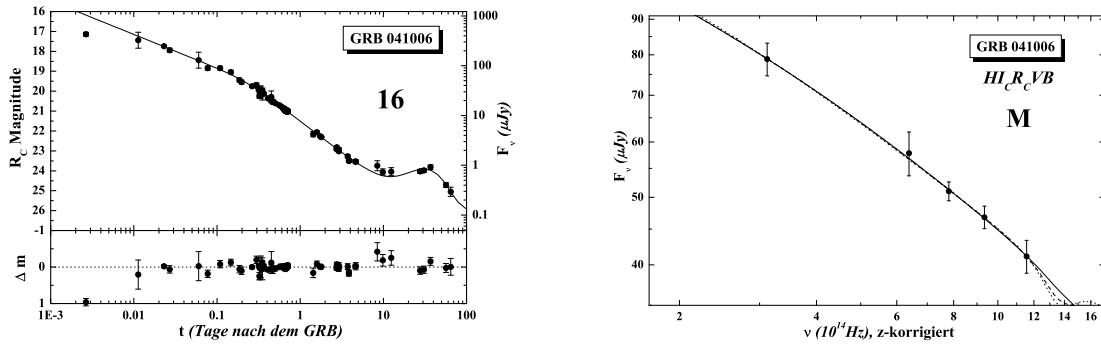 GRB 041006
16
R_C Magnitude
16
17
18
19
20
21
22
23
24
25
26
F_ν (μJy)
1000
100
10
1
0.1
Δ m
-1
0
1
1E-3 0.01 0.1 1 10 100
t (Tage nach dem GRB)
GRB 041006
HI_CR_CVB
M
F_ν (μJy)
90
80
70
60
50
40
2 4 6 8 10 12 14 16
ν (10^14Hz), z-korrigiert